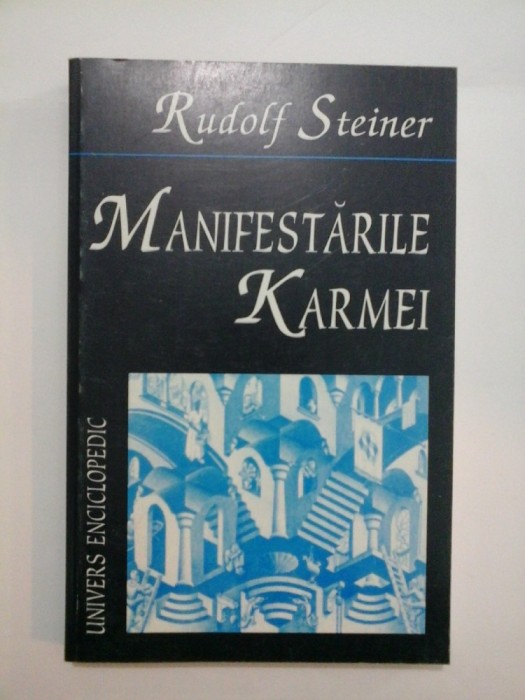 Rudolf Steiner
MANIFESTĂRILE
KARMEI
UNIVERS ENCICLOPEDIC